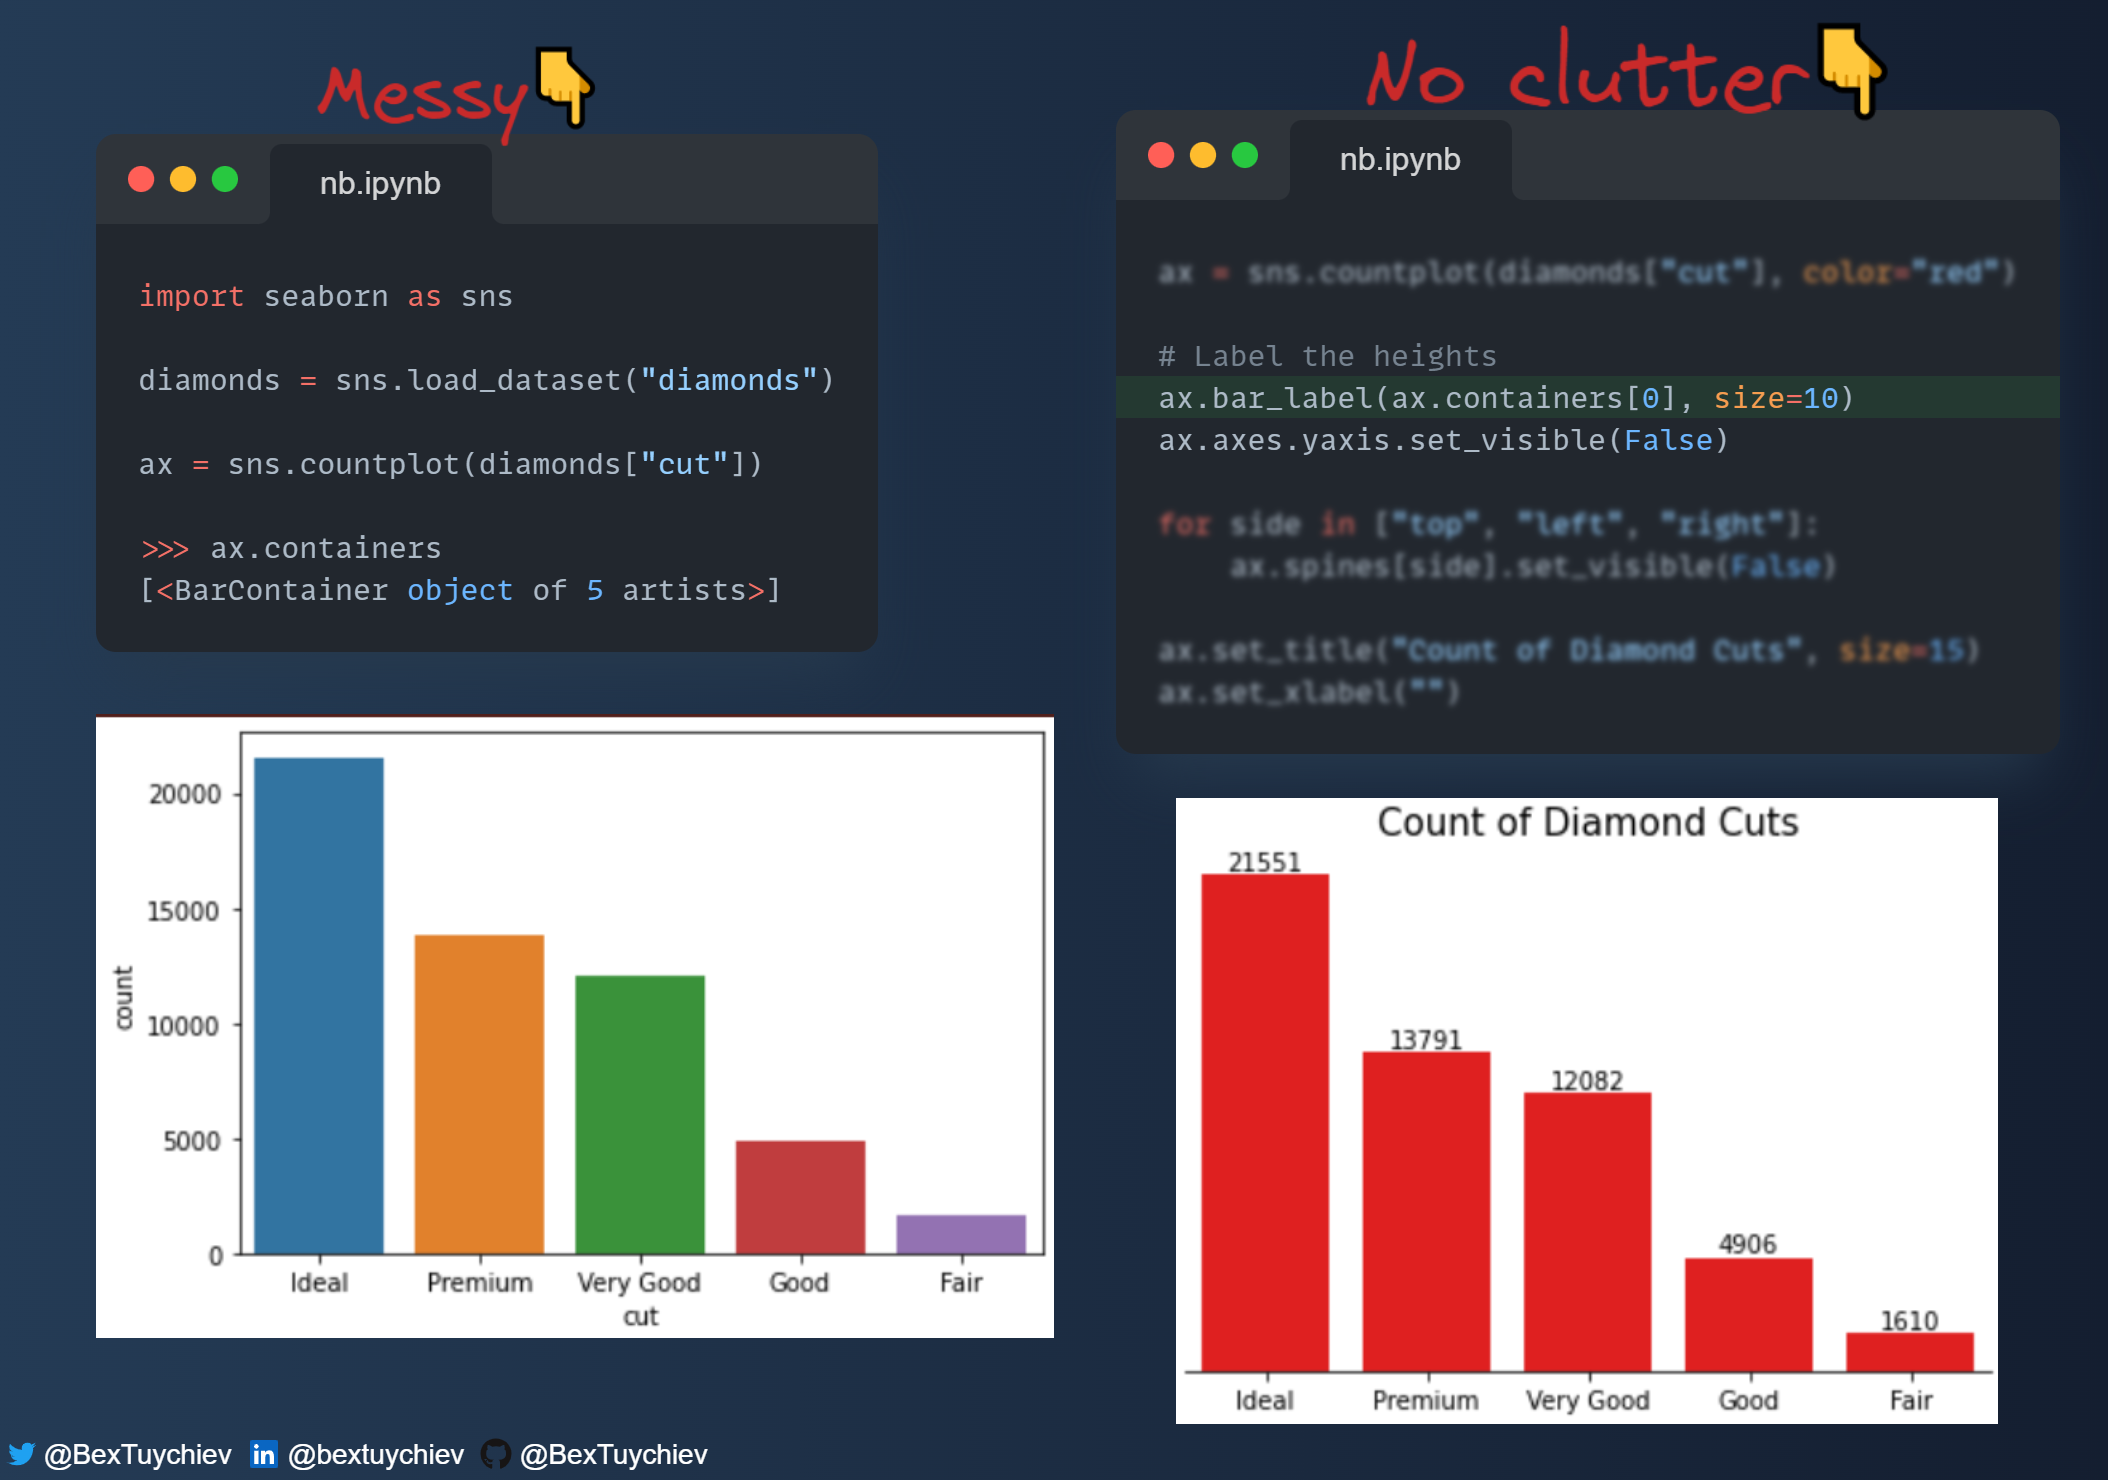 Messy
nb.ipynb
import seaborn as sns
diamonds = sns.load_dataset("diamonds")
ax = sns.countplot(diamonds["cut"])
>>> ax.containers
[<BarContainer object of 5 artists>]
20000
15000
10000
5000
0
count
Ideal Premium Very Good Good Fair
cut
No clutter
nb.ipynb
ax = sns.countplot(diamonds["cut"], color="red")
# Label the heights
ax.bar_label(ax.containers[0], size=10)
ax.axes.yaxis.set_visible(False)
for side in ["top", "left", "right"]:
    ax.spines[side].set_visible(False)
ax.set_title("Count of Diamond Cuts", size=15)
ax.set_xlabel("")
Count of Diamond Cuts
21551
13791
12082
4906
1610
Ideal Premium Very Good Good Fair
@BexTuychiev in @bextuychiev @BexTuychiev